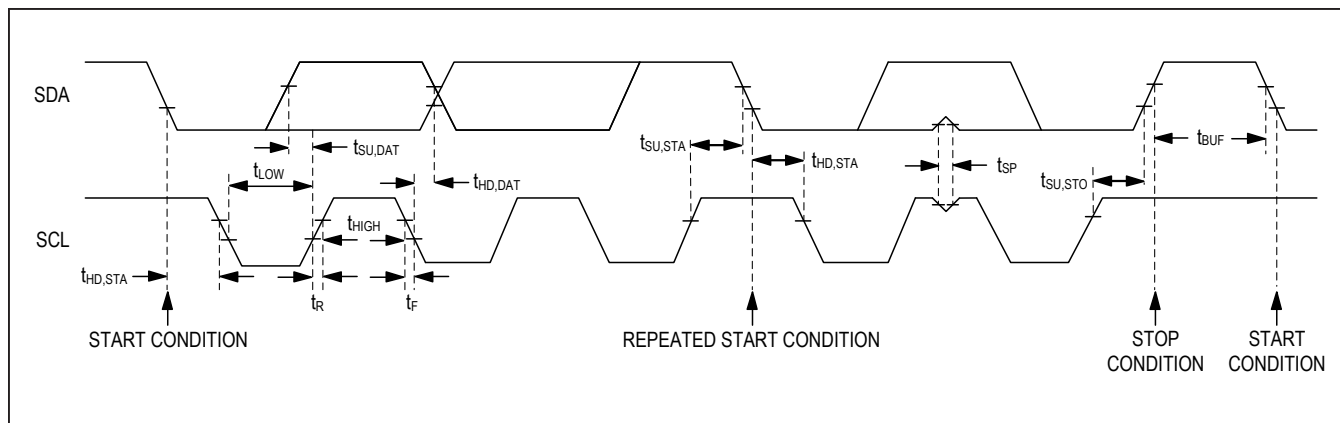 SDA
tSU,DAT
tLOW
tHD,DAT
tSU,STA
tHD,STA
tSP
tBUF
tSU,STO
SCL
tHIGH
tHD,STA
tR
tF
START CONDITION
REPEATED START CONDITION
STOP
CONDITION
START
CONDITION